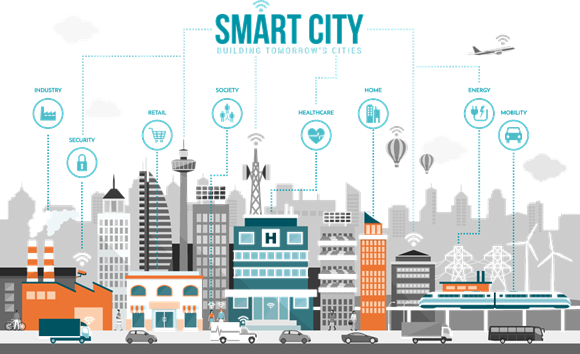 SMART CITY
BUILDING TOMORROW'S CITIES
INDUSTRY
SECURITY
RETAIL
SOCIETY
HEALTHCARE
HOME
ENERGY
MOBILITY
H